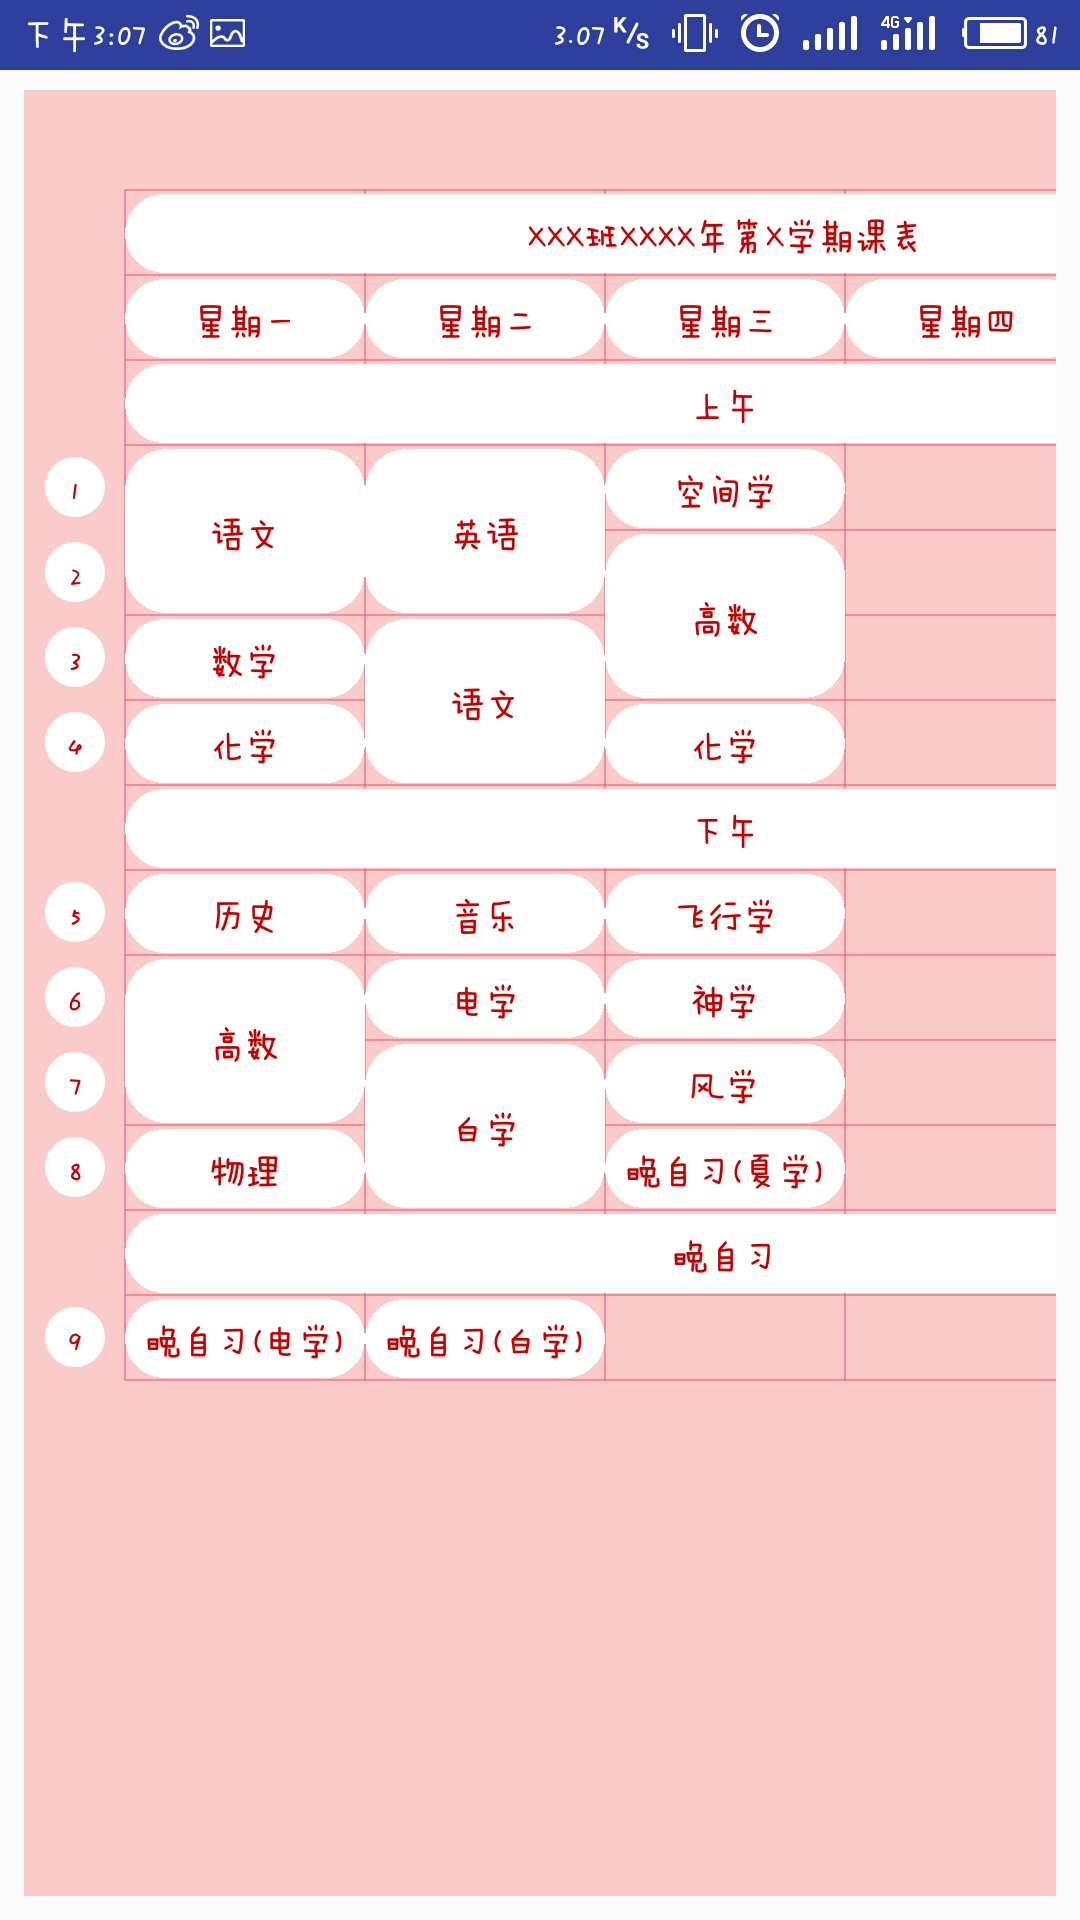 下午3:07 3.07 K/S 4G 81
XXX班XXXX年第X学期课表
星期一 星期二 星期三 星期四
上午
1 语文 英语 空间学
2 高数
3 数学 语文
4 化学 化学
下午
5 历史 音乐 飞行学
6 高数 电学 神学
7 白学 风学
8 物理 晚自习(夏学)
晚自习
9 晚自习(电学) 晚自习(白学)